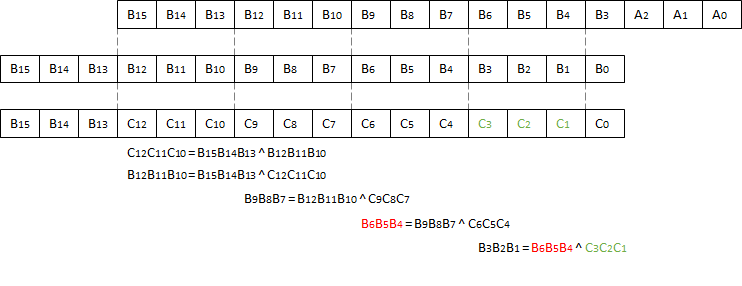 B15 B14 B13 B12 B11 B10 B9 B8 B7 B6 B5 B4 B3 A2 A1 A0
B15 B14 B13 B12 B11 B10 B9 B8 B7 B6 B5 B4 B3 B2 B1 B0
B15 B14 B13 C12 C11 C10 C9 C8 C7 C6 C5 C4 C3 C2 C1 C0
C12C11C10 = B15B14B13 ^ B12B11B10
B12B11B10 = B15B14B13 ^ C12C11C10
B9B8B7 = B12B11B10 ^ C9C8C7
B6B5B4 = B9B8B7 ^ C6C5C4
B3B2B1 = B6B5B4 ^ C3C2C1